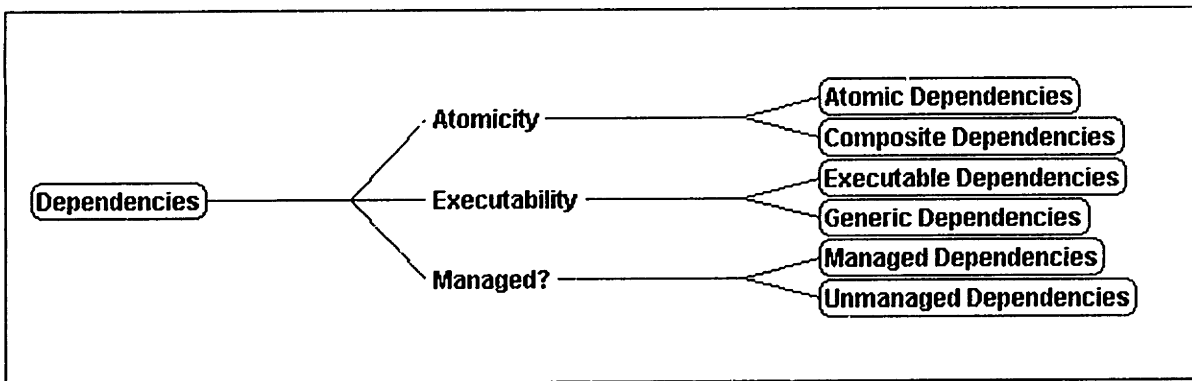 Atomic Dependencies
Atomicity
Composite Dependencies
Executable Dependencies
Dependencies
Executability
Generic Dependencies
Managed Dependencies
Managed?
Unmanaged Dependencies